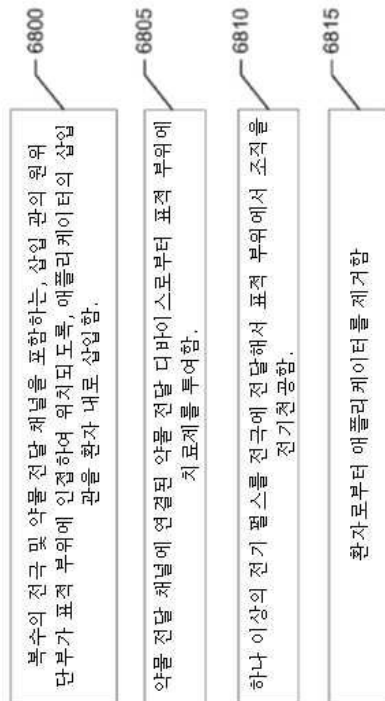 6800
복수의 전극 및 약물 전달 채널을 포함하는, 삽입 관의 원위
단부가 표적 부위에 인접하여 위치되도록, 애플리케이터의 삽입
관을 환자 내로 삽입함.
6805
약물 전달 채널에 연결된 약물 전달 디바이스로부터 표적 부위에
치료제를 투여함.
6810
하나 이상의 전기 펄스를 전극에 전달해서 표적 부위에서 조직을
전기천공함.
6815
환자로부터 애플리케이터를 제거함